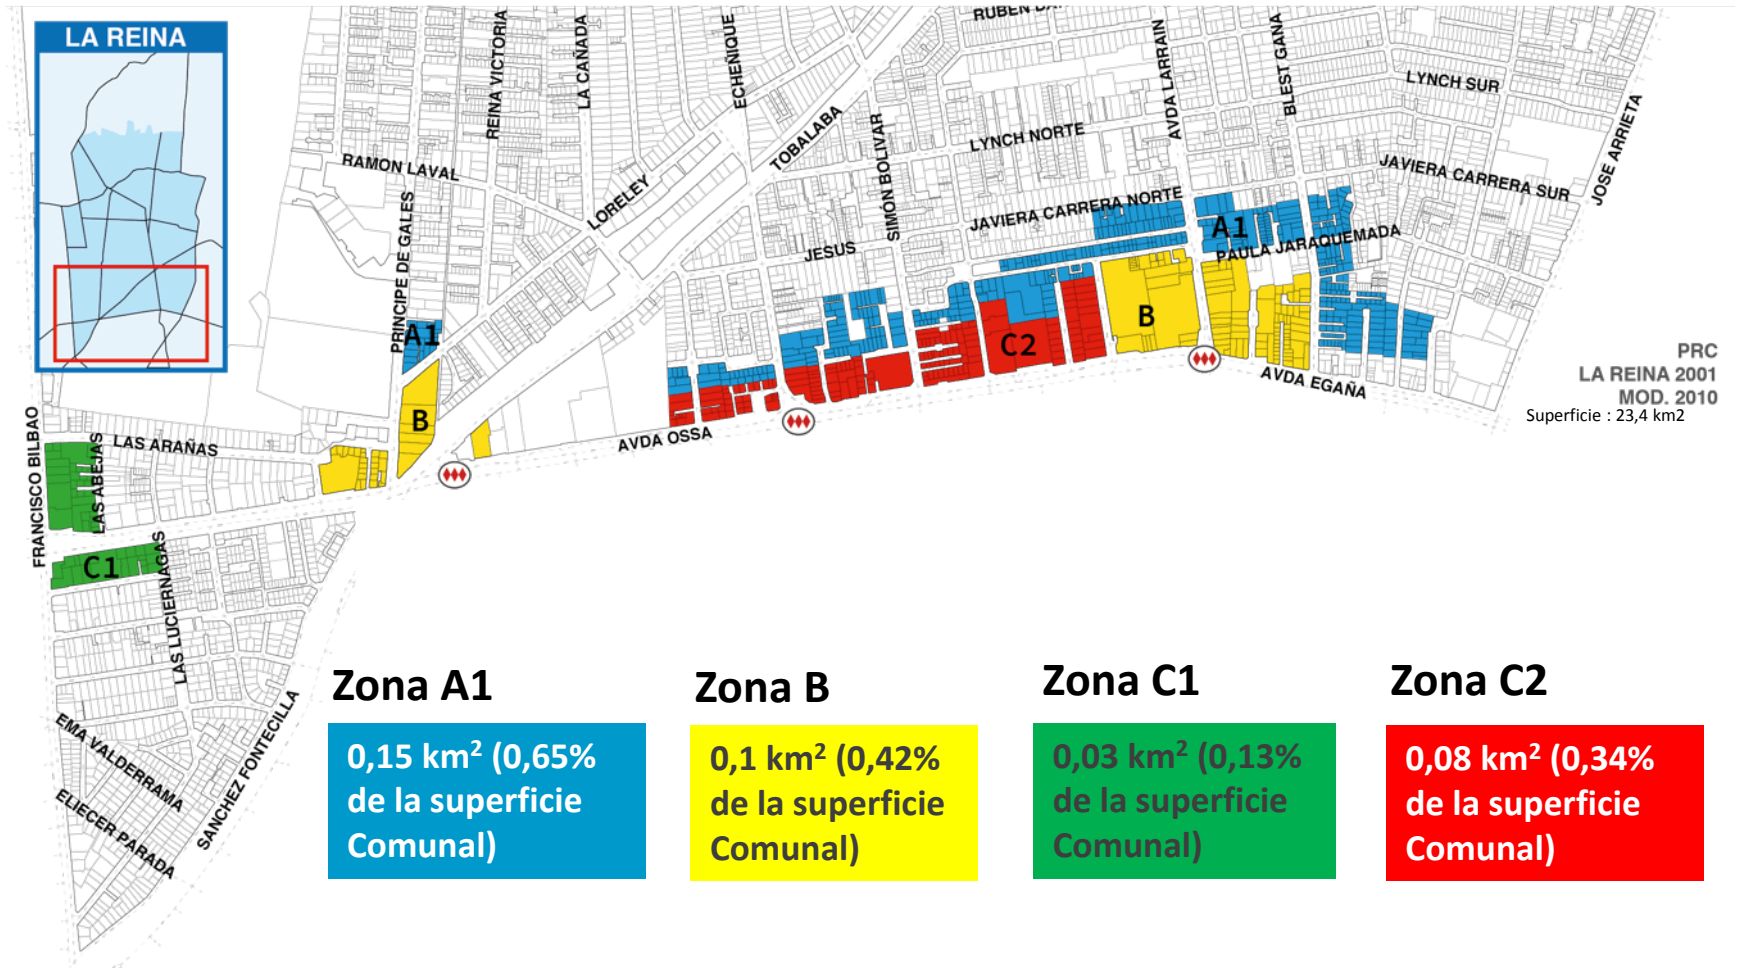 LA REINA
RUBEN DA
REINA VICTORIA
LA CAÑADA
ECHEÑIQUE
AVDA LARRAIN
BLEST GANA
LYNCH SUR
JOSE ARRIETA
TOBALABA
SIMÓN BOLIVAR
LYNCH NORTE
RAMON LAVAL
JAVIERA CARRERA SUR
LORELEY
PRINCIPE DE GALES
JAVIERA CARRERA NORTE
JESUS
A1
PAULA JARAQUEMADA
A1
B
C2
PRC
LA REINA 2001
MOD. 2010
Superficie : 23,4 km2
AVDA EGAÑA
B
AVDA OSSA
FRANCISCO BILBAO
LAS ABEJAS
LAS ARAÑAS
C1
LAS LUCIERNAGAS
EMA VALDERRAMA
ELIECER PARADA
SANCHEZ FONTECILLA
Zona A1
0,15 km² (0,65%
de la superficie
Comunal)
Zona B
0,1 km² (0,42%
de la superficie
Comunal)
Zona C1
0,03 km² (0,13%
de la superficie
Comunal)
Zona C2
0,08 km² (0,34%
de la superficie
Comunal)